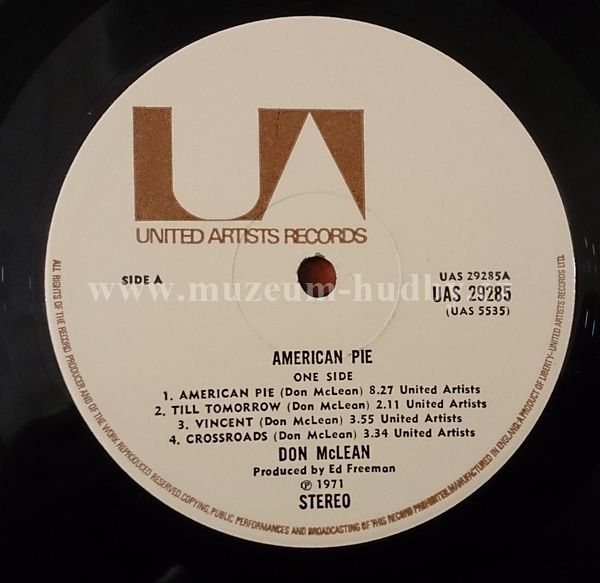 UNITED ARTISTS RECORDS
SIDE A
UAS 29285A
UAS 29285
(UAS 5535)
AMERICAN PIE
ONE SIDE
1. AMERICAN PIE (Don McLean) 8.27 United Artists
2. TILL TOMORROW (Don McLean) 2.11 United Artists
3. VINCENT (Don McLean) 3.55 United Artists
4. CROSSROADS (Don McLean) 3.34 United Artists
DON McLEAN
Produced by Ed Freeman
℗ 1971
STEREO
ALL RIGHTS OF THE RECORD PRODUCER AND OF THE WORK REPRODUCED RESERVED. COPYING, PUBLIC PERFORMANCES AND BROADCASTING OF THIS RECORD PROHIBITED. MANUFACTURED IN ENGLAND. A PRODUCT OF LIBERTY-UNITED ARTISTS RECORDS LTD.